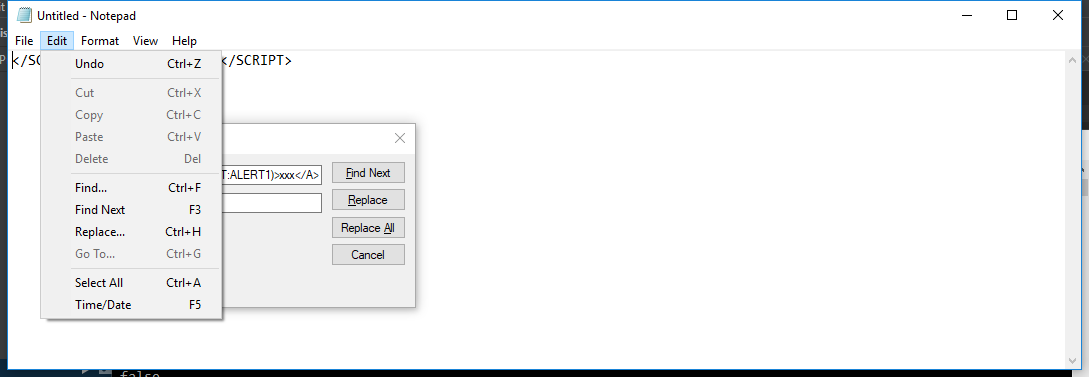 Untitled - Notepad
File Edit Format View Help
</SC </SCRIPT>
Undo Ctrl+Z
Cut Ctrl+X
Copy Ctrl+C
Paste Ctrl+V
Delete Del
Find... Ctrl+F
Find Next F3
Replace... Ctrl+H
Go To... Ctrl+G
Select All Ctrl+A
Time/Date F5
T:ALERT1)>xxx</A>
Find Next
Replace
Replace All
Cancel
false